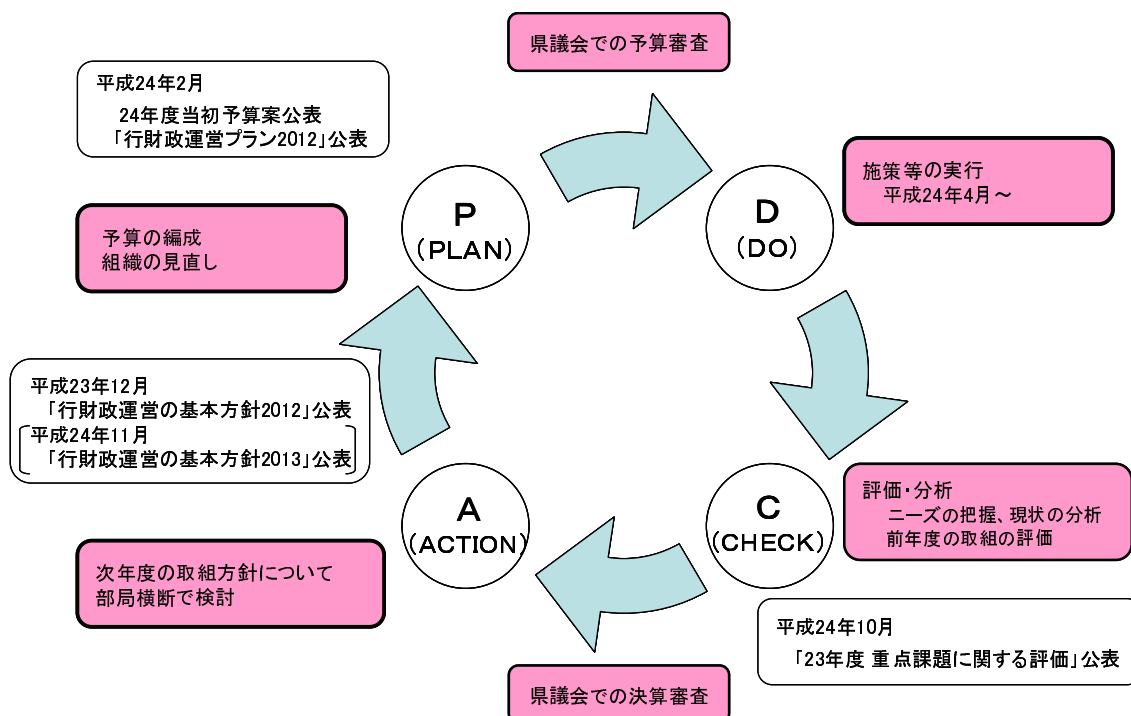 県議会での予算審査
平成24年2月
24年度当初予算案公表
「行財政運営プラン2012」公表
P
(PLAN)
D
(DO)
施策等の実行
平成24年4月～
予算の編成
組織の見直し
平成23年12月
「行財政運営の基本方針2012」公表
平成24年11月
「行財政運営の基本方針2013」公表
A
(ACTION)
C
(CHECK)
評価・分析
ニーズの把握、現状の分析
前年度の取組の評価
次年度の取組方針について
部局横断で検討
平成24年10月
「23年度 重点課題に関する評価」公表
県議会での決算審査